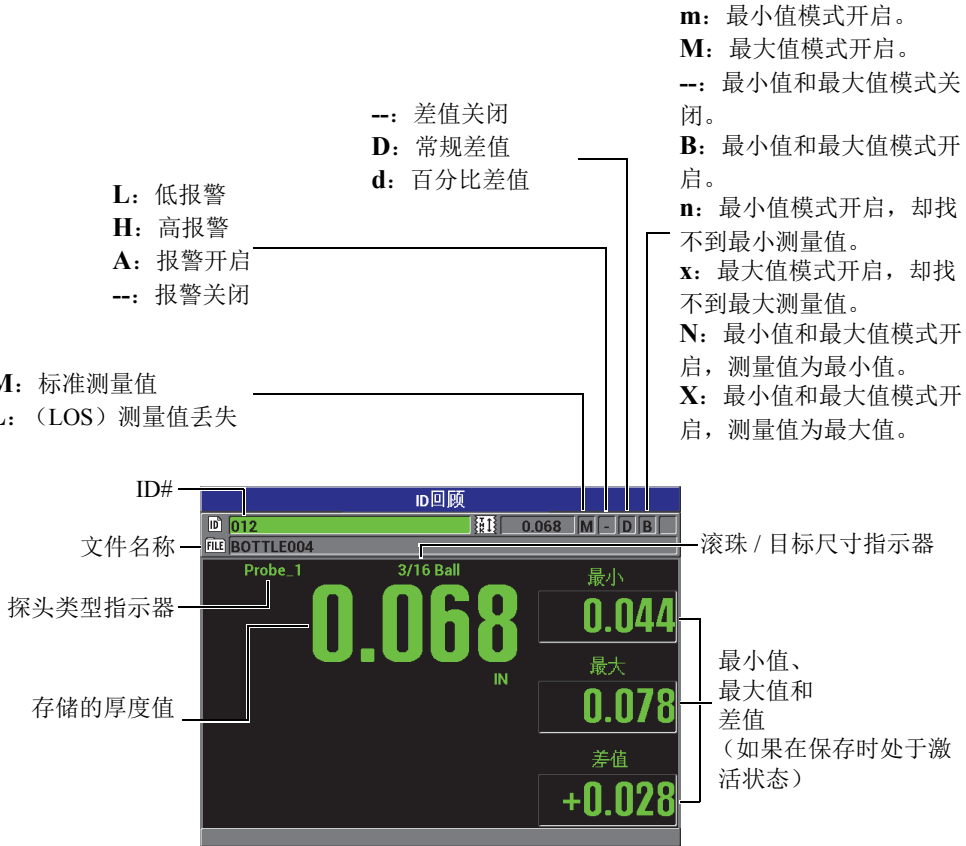 m：最小值模式开启。
M：最大值模式开启。
--：最小值和最大值模式关
闭。
B：最小值和最大值模式开
启。
n：最小值模式开启，却找
不到最小测量值。
x：最大值模式开启，却找
不到最大测量值。
N：最小值和最大值模式开
启，测量值为最小值。
X：最小值和最大值模式开
启，测量值为最大值。
--：差值关闭
D：常规差值
d：百分比差值
L：低报警
H：高报警
A：报警开启
--：报警关闭
M：标准测量值
L：（LOS）测量值丢失
ID#
文件名称
探头类型指示器
存储的厚度值
ID回顾
ID 012 0.068 M - D B
FILE BOTTLE004
Probe_1 3/16 Ball
0.068
IN
最小
0.044
最大
0.078
差值
+0.028
滚珠 / 目标尺寸指示器
最小值、
最大值和
差值
（如果在保存时处于激
活状态）